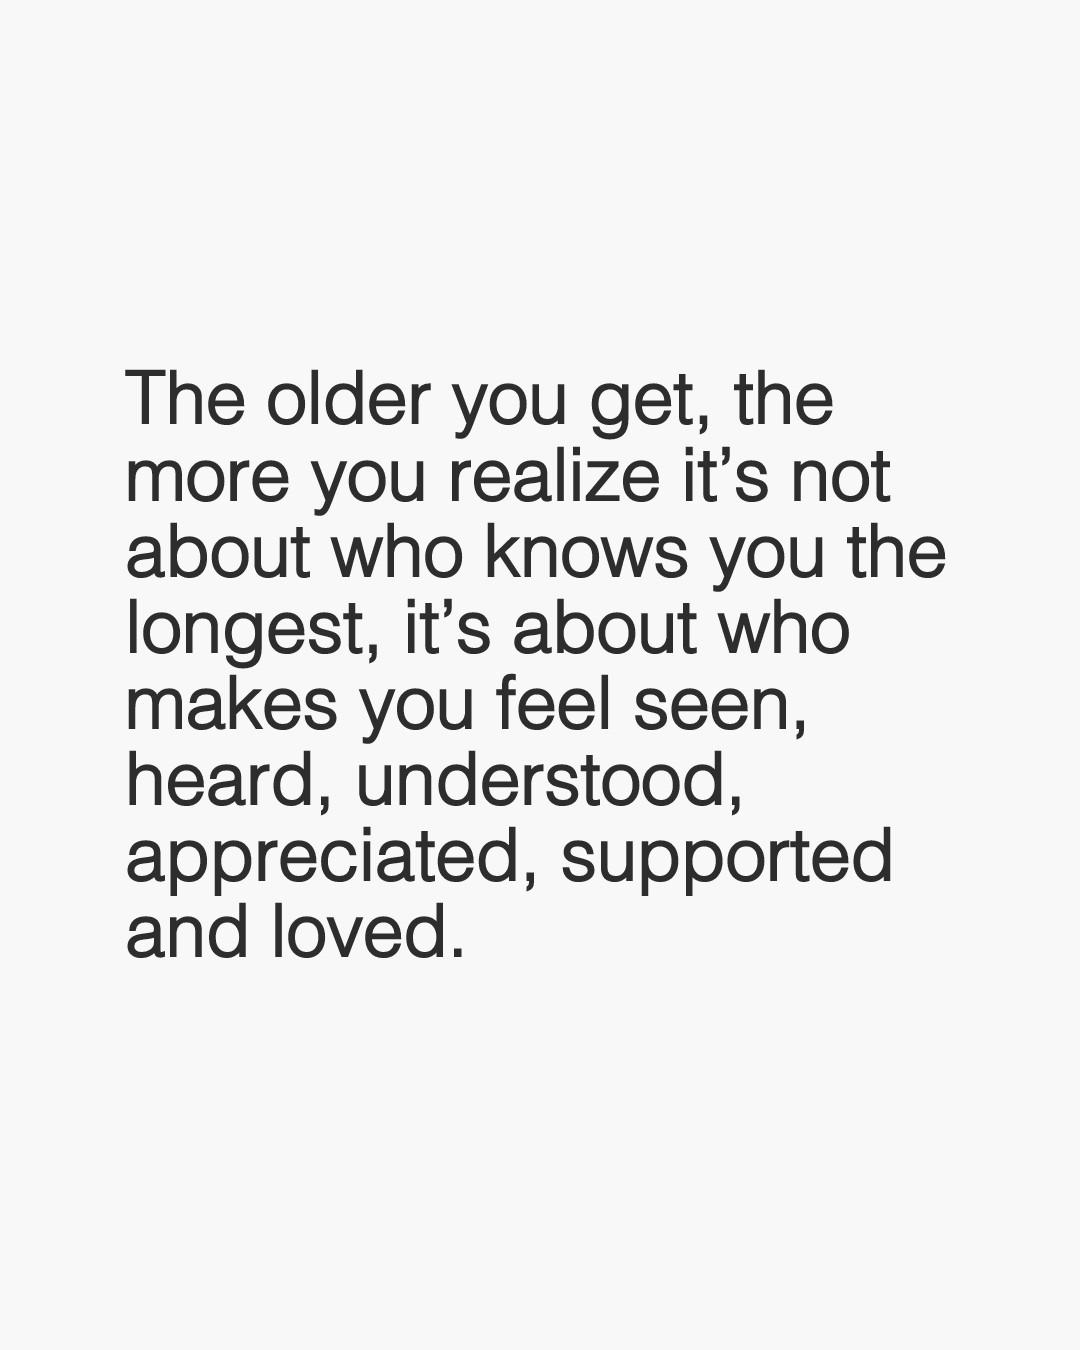 The older you get, the
more you realize it’s not
about who knows you the
longest, it’s about who
makes you feel seen,
heard, understood,
appreciated, supported
and loved.